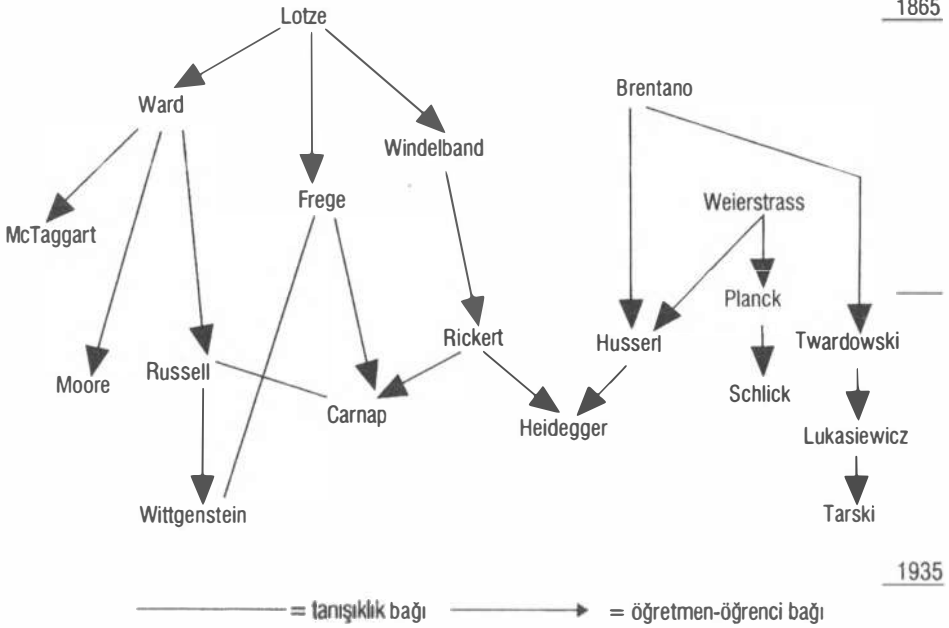 1865
Lotze
Brentano
Ward
Windelband
Frege
Weierstrass
McTaggart
Planck
Rickert
Husserl
Twardowski
Russell
Moore
Schlick
Carnap
Heidegger
Lukasiewicz
Wittgenstein
Tarski
1935
= tanışıklık bağı = öğretmen-öğrenci bağı